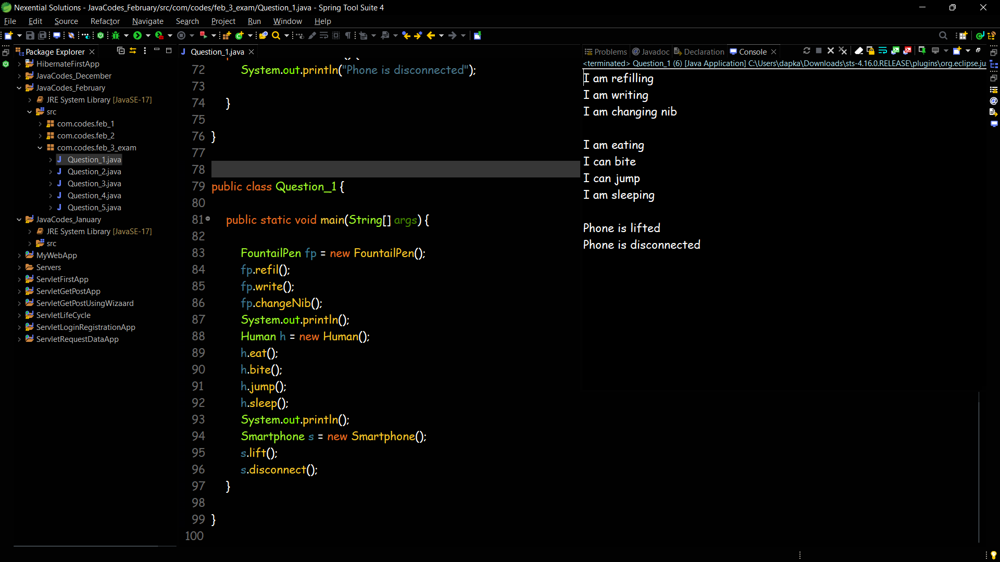 Nexential Solutions - JavaCodes_February/src/com/codes/feb_3_exam/Question_1.java - Spring Tool Suite 4
File Edit Source Refactor Navigate Search Project Run Window Help
Package Explorer
HibernateFirstApp
JavaCodes_December
JavaCodes_February
JRE System Library [JavaSE-17]
src
com.codes.feb_1
com.codes.feb_2
com.codes.feb_3_exam
Question_1.java
Question_2.java
Question_3.java
Question_4.java
Question_5.java
JavaCodes_January
JRE System Library [JavaSE-17]
src
MyWebApp
Servers
ServletFirstApp
ServletGetPostApp
ServletGetPostUsingWizaard
ServletLifeCycle
ServletLoginRegistrationApp
ServletRequestDataApp
Question_1.java
72 System.out.println("Phone is disconnected");
73
74 }
75
76 }
77
78
79 public class Question_1 {
80
81 public static void main(String[] args) {
82
83 FountailPen fp = new FountailPen();
84 fp.refil();
85 fp.write();
86 fp.changeNib();
87 System.out.println();
88 Human h = new Human();
89 h.eat();
90 h.bite();
91 h.jump();
92 h.sleep();
93 System.out.println();
94 Smartphone s = new Smartphone();
95 s.lift();
96 s.disconnect();
97 }
98
99 }
100
Problems @ Javadoc Declaration Console
<terminated> Question_1 (6) [Java Application] C:\Users\dapka\Downloads\sts-4.16.0.RELEASE\plugins\org.eclipse.ju
I am refilling
I am writing
I am changing nib
I am eating
I can bite
I can jump
I am sleeping
Phone is lifted
Phone is disconnected